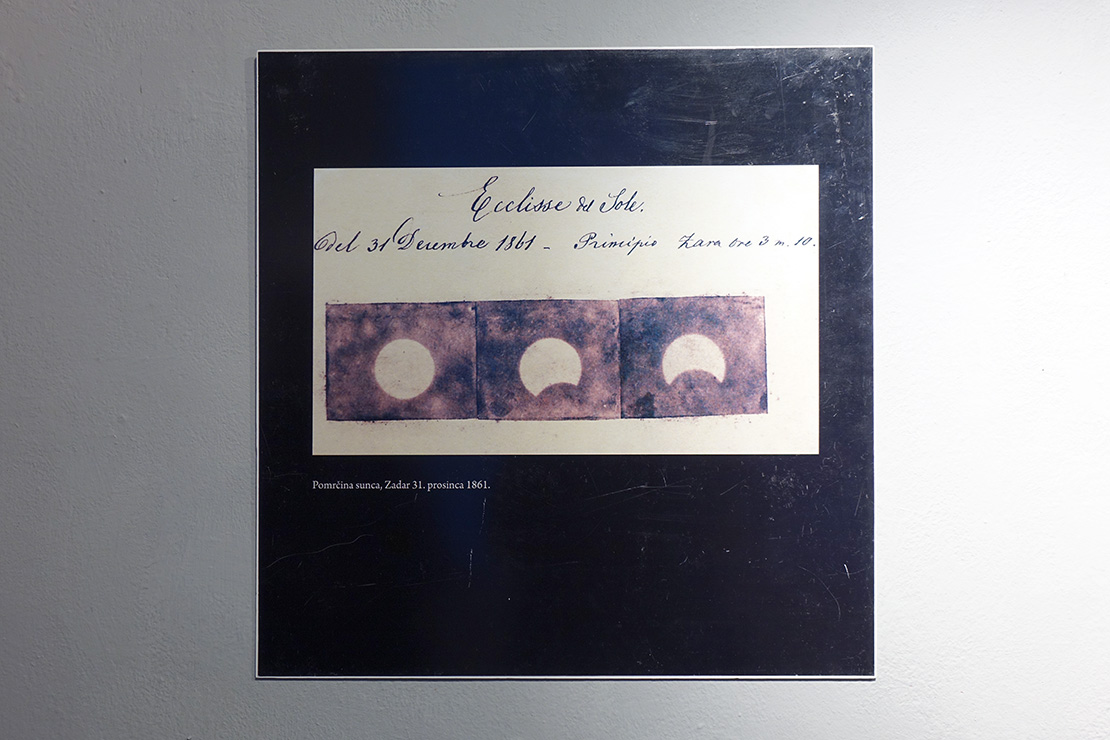 Ecclisse del Sole.
Del 31 Decembre 1861 - Principio Zara ore 3 m. 10.
Pomrčina sunca, Zadar 31. prosinca 1861.